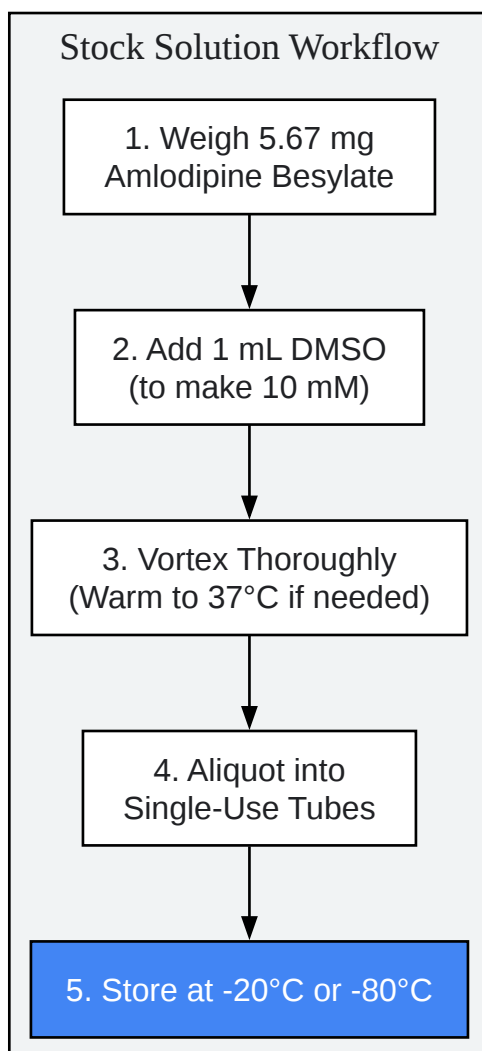 Stock Solution Workflow
1. Weigh 5.67 mg
Amlodipine Besylate
2. Add 1 mL DMSO
(to make 10 mM)
3. Vortex Thoroughly
(Warm to 37°C if needed)
4. Aliquot into
Single-Use Tubes
5. Store at -20°C or -80°C